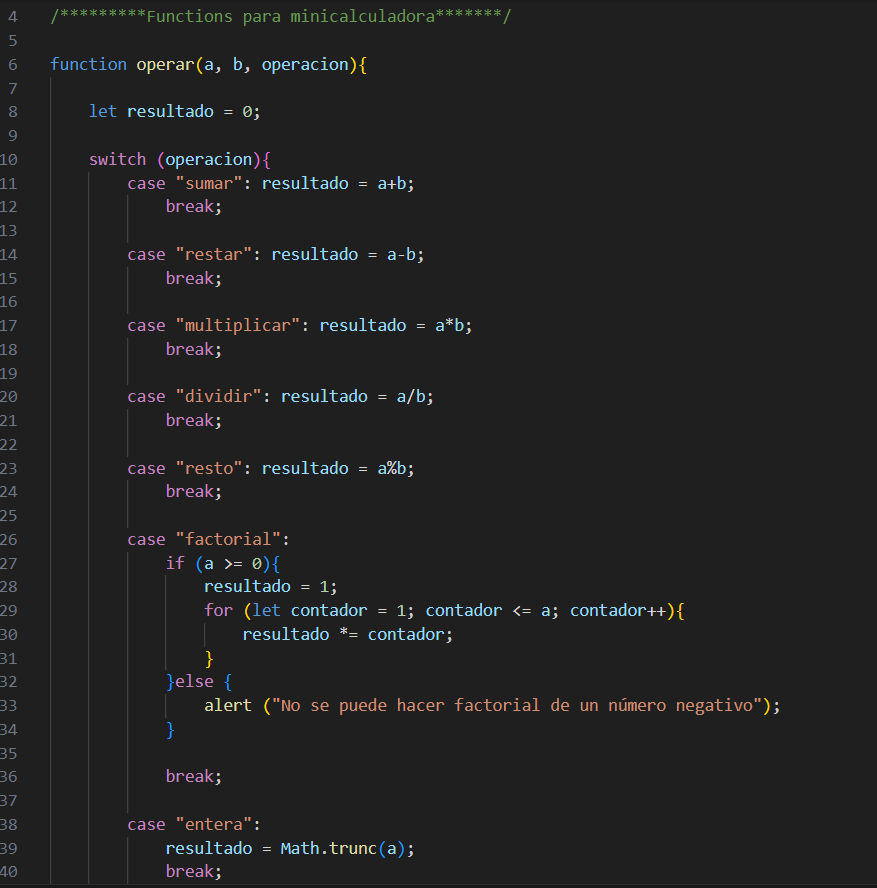 4 /*********Functions para minicalculadora*******/
5
6 function operar(a, b, operacion){
7
8 let resultado = 0;
9
10 switch (operacion){
11 case "sumar": resultado = a+b;
12 break;
13
14 case "restar": resultado = a-b;
15 break;
16
17 case "multiplicar": resultado = a*b;
18 break;
19
20 case "dividir": resultado = a/b;
21 break;
22
23 case "resto": resultado = a%b;
24 break;
25
26 case "factorial":
27 if (a >= 0){
28 resultado = 1;
29 for (let contador = 1; contador <= a; contador++){
30 resultado *= contador;
31 }
32 }else {
33 alert ("No se puede hacer factorial de un número negativo");
34 }
35
36 break;
37
38 case "entera":
39 resultado = Math.trunc(a);
40 break;